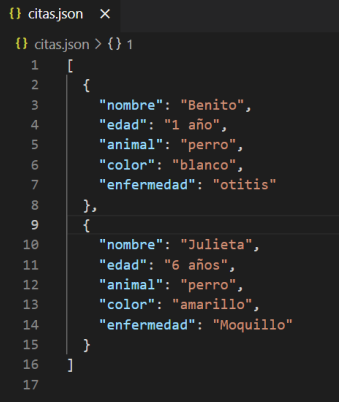 {} citas.json ×
{} citas.json > {} 1
1 [
2 {
3 "nombre": "Benito",
4 "edad": "1 año",
5 "animal": "perro",
6 "color": "blanco",
7 "enfermedad": "otitis"
8 },
9 {
10 "nombre": "Julieta",
11 "edad": "6 años",
12 "animal": "perro",
13 "color": "amarillo",
14 "enfermedad": "Moquillo"
15 }
16 ]
17